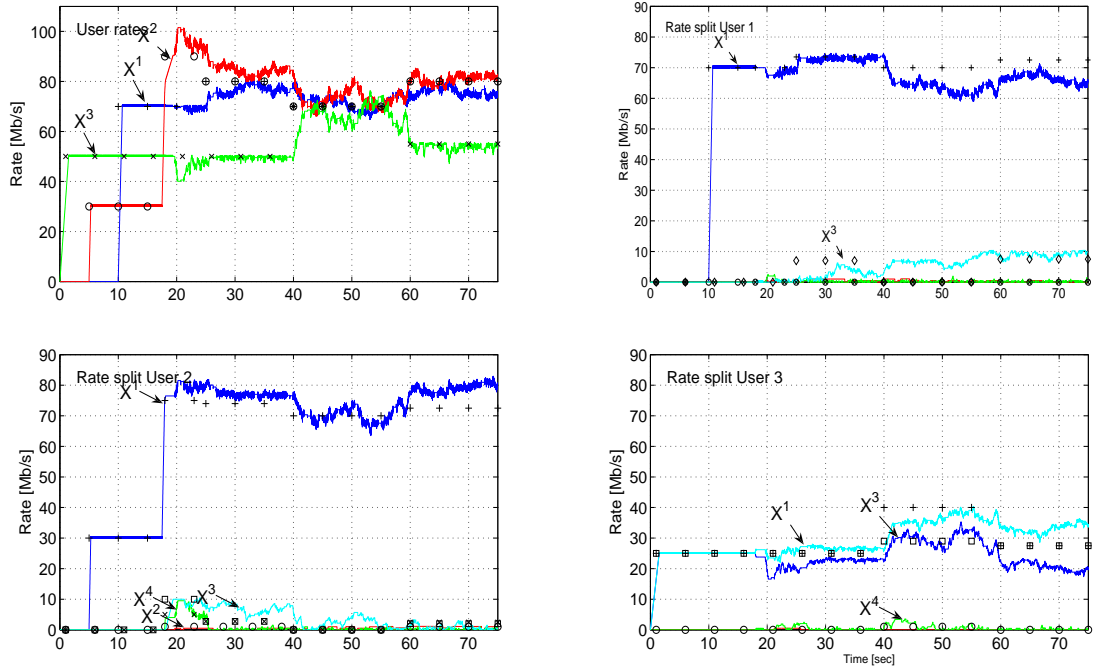 User rates
X²
X¹
X³
Rate [Mb/s]
100
90
80
70
60
50
40
30
20
10
0
0 10 20 30 40 50 60 70
Rate split User 1
X¹
X³
Rate [Mb/s]
90
80
70
60
50
40
30
20
10
0
0 10 20 30 40 50 60 70
Rate split User 2
X¹
X⁴
X³
X²
Rate [Mb/s]
90
80
70
60
50
40
30
20
10
0
0 10 20 30 40 50 60 70
Rate split User 3
X¹
X³
X⁴
Rate [Mb/s]
90
80
70
60
50
40
30
20
10
0
0 10 20 30 40 50 60 70
Time [sec]